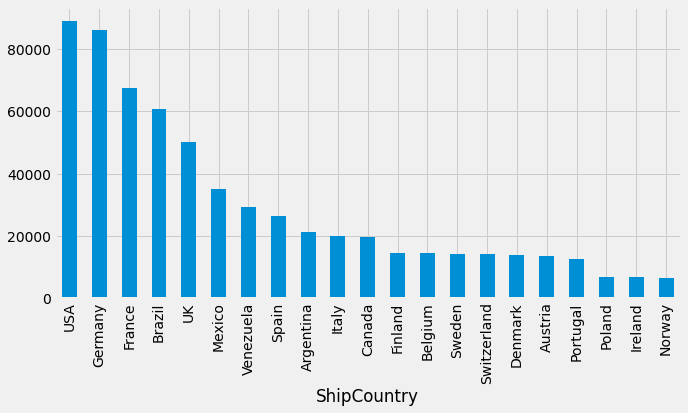 80000
60000
40000
20000
0
USA
Germany
France
Brazil
UK
Mexico
Venezuela
Spain
Argentina
Italy
Canada
Finland
Belgium
Sweden
Switzerland
Denmark
Austria
Portugal
Poland
Ireland
Norway
ShipCountry